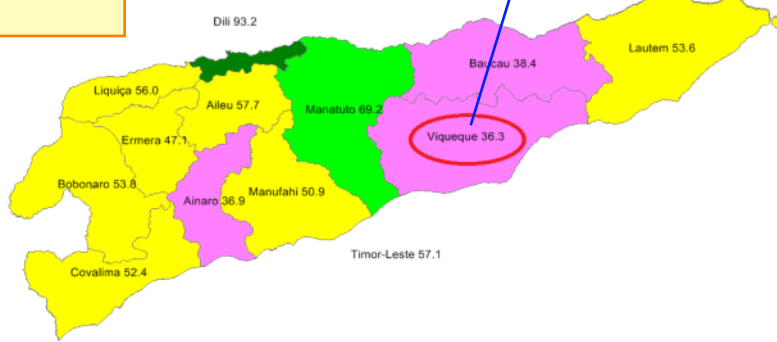 Dili 93.2
Lautem 53.6
Baucau 38.4
Liquiça 56.0
Aileu 57.7
Manatuto 69.2
Viqueque 36.3
Ermera 47.1
Bobonaro 53.8
Ainaro 36.9
Manufahi 50.9
Timor-Leste 57.1
Covalima 52.4